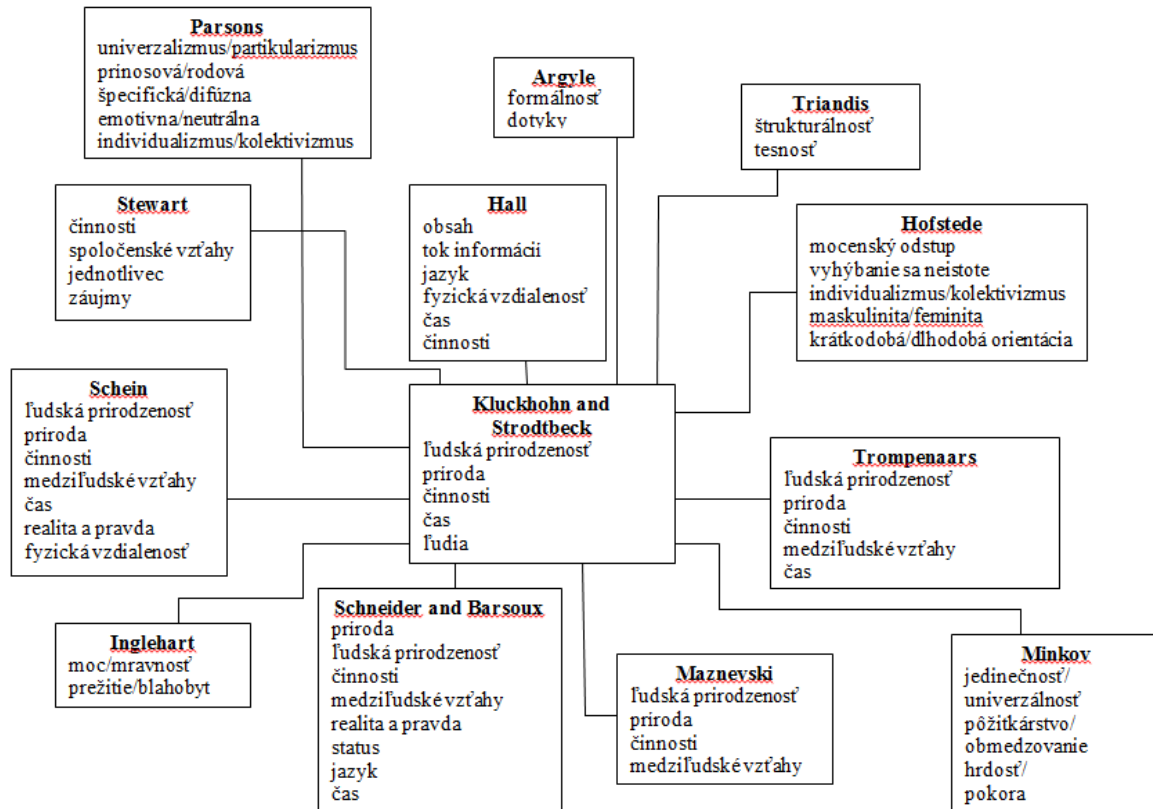 Parsons
univerzalizmus/partikularizmus
prínosová/rodová
špecifická/difúzna
emotívna/neutrálna
individualizmus/kolektivizmus
Argyle
formálnosť
dotyky
Triandis
štrukturálnosť
tesnosť
Stewart
činnosti
spoločenské vzťahy
jednotlivec
záujmy
Hall
obsah
tok informácií
jazyk
fyzická vzdialenosť
čas
činnosti
Hofstede
mocenský odstup
vyhýbanie sa neistote
individualizmus/kolektivizmus
maskulinita/feminita
krátkodobá/dlhodobá orientácia
Schein
ľudská prirodzenosť
príroda
činnosti
medziľudské vzťahy
čas
realita a pravda
fyzická vzdialenosť
Kluckhohn and
Strodtbeck
ľudská prirodzenosť
príroda
činnosti
čas
ľudia
Trompenaars
ľudská prirodzenosť
príroda
činnosti
medziľudské vzťahy
čas
Inglehart
moc/mravnosť
prežitie/blahobyt
Schneider and Barsoux
príroda
ľudská prirodzenosť
činnosti
medziľudské vzťahy
realita a pravda
status
jazyk
čas
Maznevski
ľudská prirodzenosť
príroda
činnosti
medziľudské vzťahy
Minkov
jedinečnosť/
univerzálnosť
pôžitkárstvo/
obmedzovanie
hrdosť/
pokora